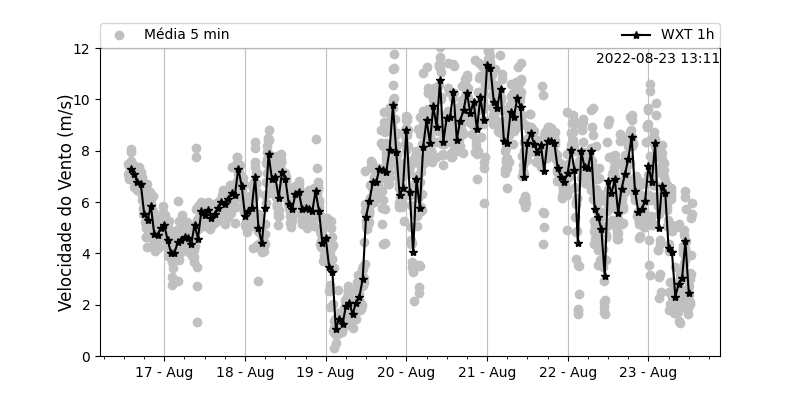 Média 5 min
WXT 1h
2022-08-23 13:11
Velocidade do Vento (m/s)
12
10
8
6
4
2
0
17 - Aug
18 - Aug
19 - Aug
20 - Aug
21 - Aug
22 - Aug
23 - Aug